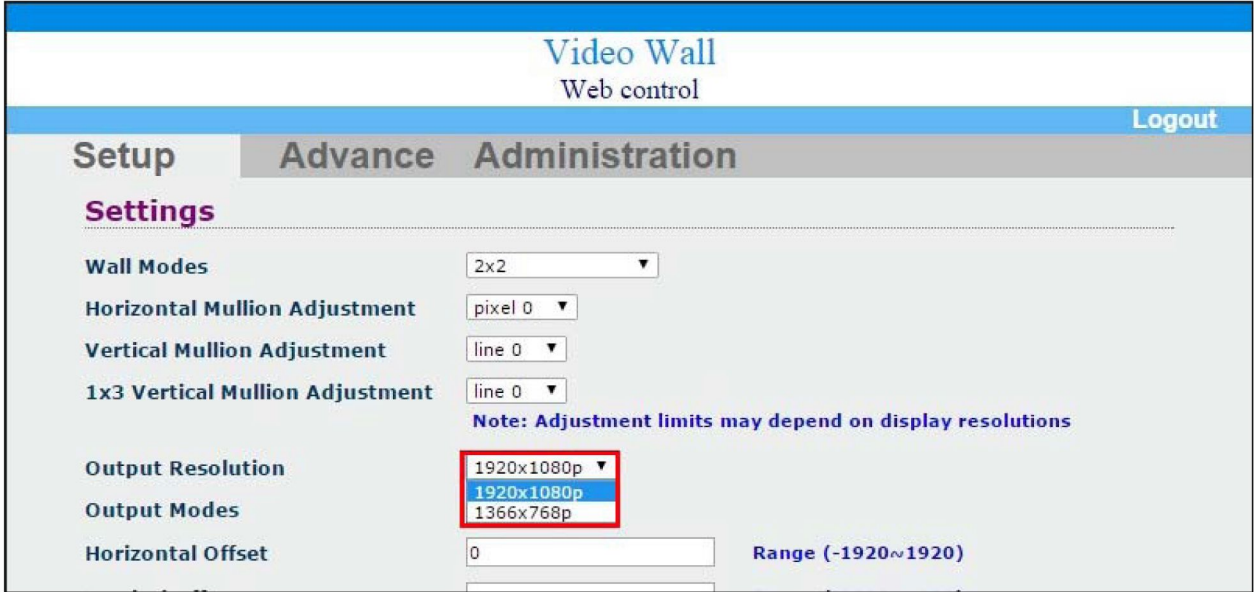 Video Wall
Web control
Logout
Setup Advance Administration
Settings
Wall Modes 2x2
Horizontal Mullion Adjustment pixel 0
Vertical Mullion Adjustment line 0
1x3 Vertical Mullion Adjustment line 0
Note: Adjustment limits may depend on display resolutions
Output Resolution 1920x1080p
1920x1080p
Output Modes 1366x768p
Horizontal Offset 0 Range (-1920~1920)